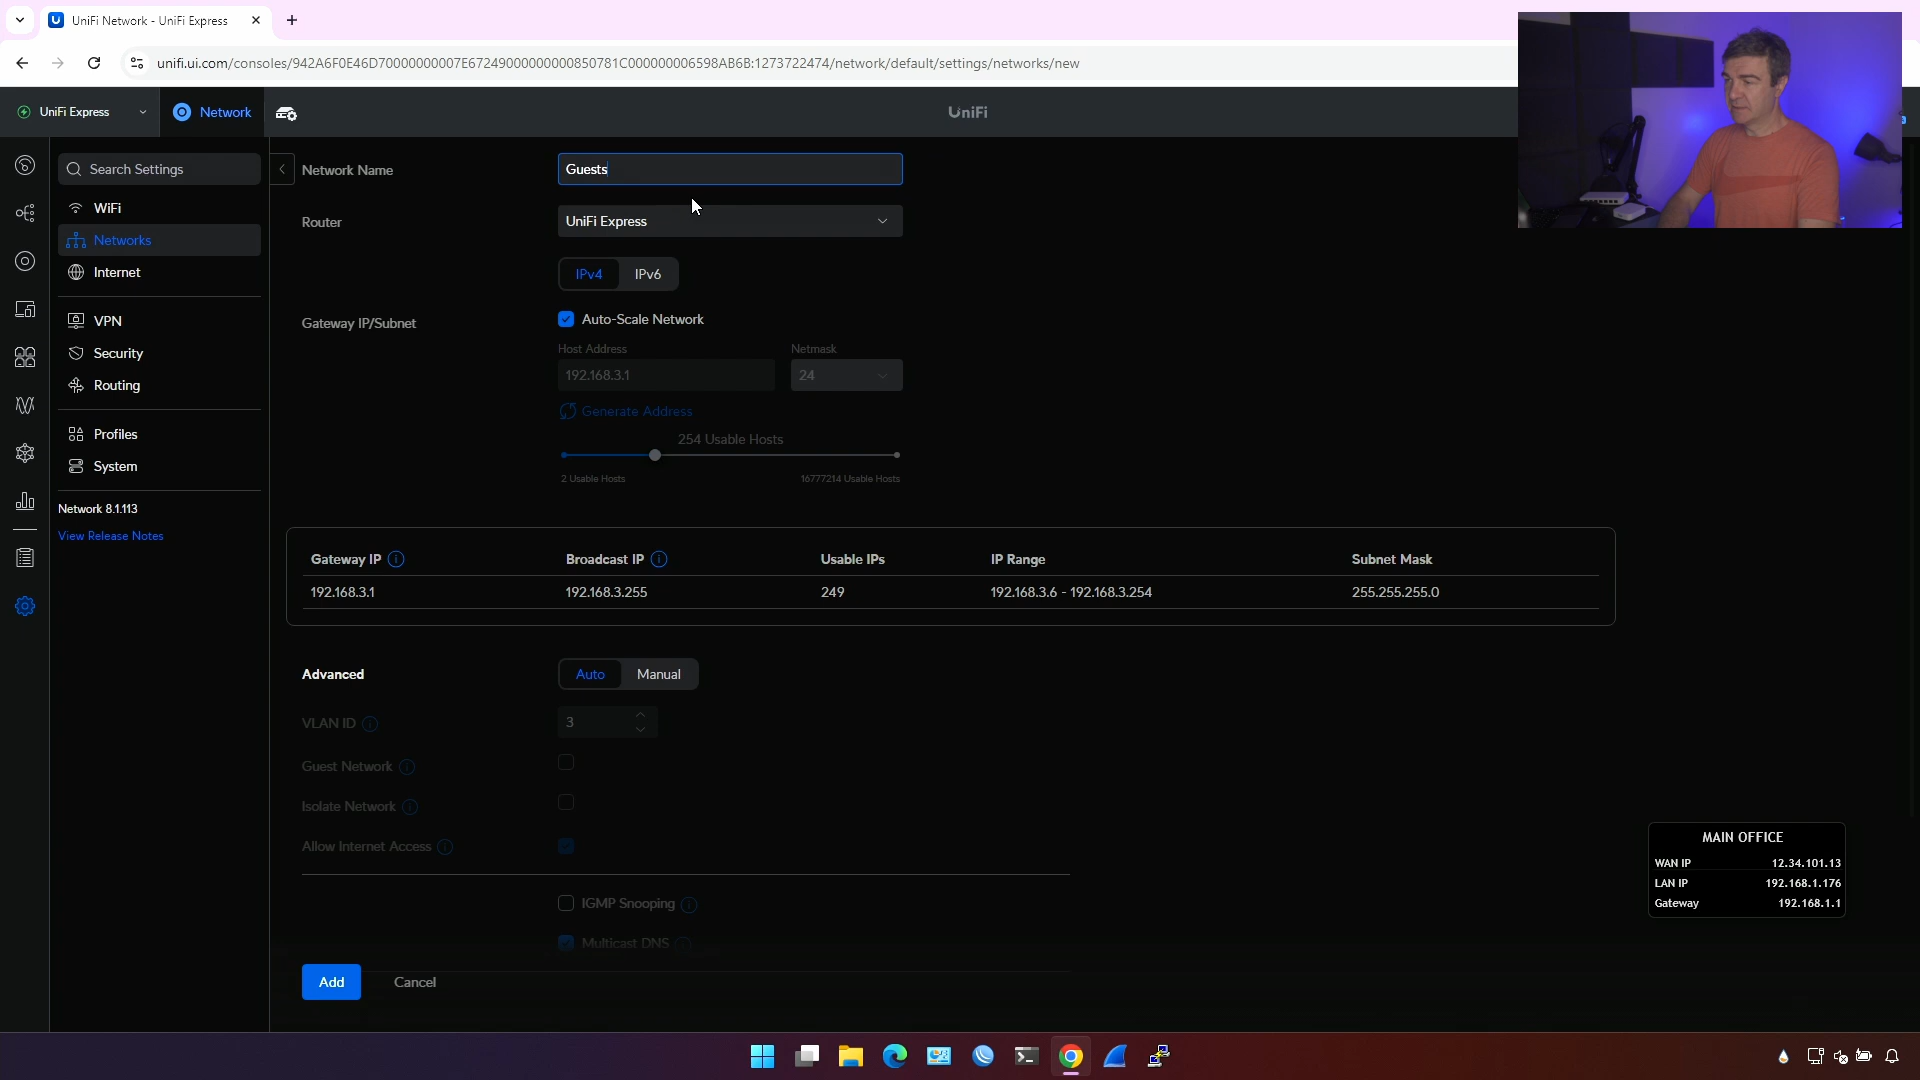 UniFi Network - UniFi Express
unifi.ui.com/consoles/942A6F0E46D70000000007E67249000000000850781C000000006598AB6B:1273722474/network/default/settings/networks/new
UniFi Express
Network
UniFi
Search Settings
WiFi
Networks
Internet
VPN
Security
Routing
Profiles
System
Network 8.1.113
View Release Notes
Network Name
Guests
Router
UniFi Express
IPv4 IPv6
Gateway IP/Subnet
Auto-Scale Network
Host Address Netmask
192.168.3.1 24
Generate Address
254 Usable Hosts
2 Usable Hosts 16777214 Usable Hosts
Gateway IP Broadcast IP Usable IPs IP Range Subnet Mask
192.168.3.1 192.168.3.255 249 192.168.3.6 - 192.168.3.254 255.255.255.0
Advanced Auto Manual
VLAN ID 3
Guest Network
Isolate Network
Allow Internet Access
IGMP Snooping
Multicast DNS
Add Cancel
MAIN OFFICE
WAN IP 12.34.101.13
LAN IP 192.168.1.176
Gateway 192.168.1.1